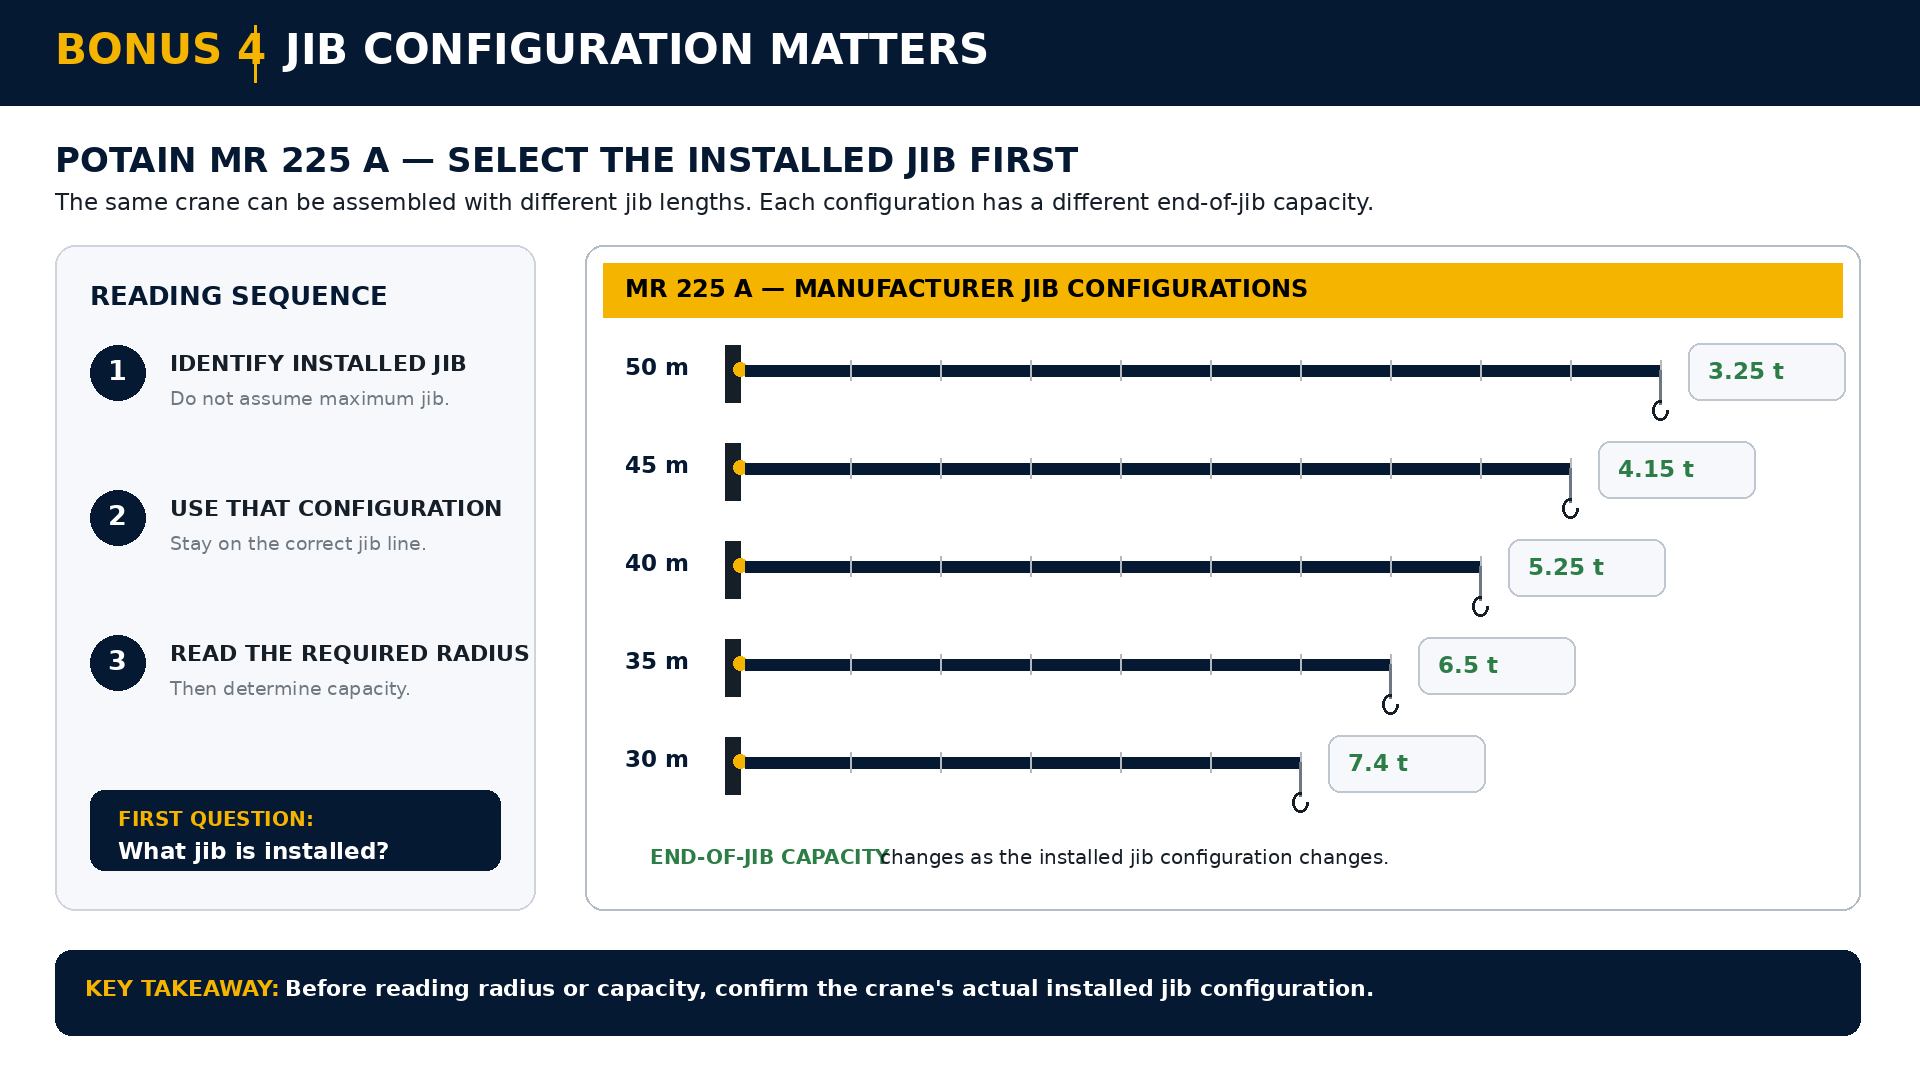 BONUS 4 JIB CONFIGURATION MATTERS
POTAIN MR 225 A — SELECT THE INSTALLED JIB FIRST
The same crane can be assembled with different jib lengths. Each configuration has a different end-of-jib capacity.
READING SEQUENCE
1 IDENTIFY INSTALLED JIB
Do not assume maximum jib.
2 USE THAT CONFIGURATION
Stay on the correct jib line.
3 READ THE REQUIRED RADIUS
Then determine capacity.
FIRST QUESTION:
What jib is installed?
MR 225 A — MANUFACTURER JIB CONFIGURATIONS
50 m 3.25 t
45 m 4.15 t
40 m 5.25 t
35 m 6.5 t
30 m 7.4 t
END-OF-JIB CAPACITY changes as the installed jib configuration changes.
KEY TAKEAWAY: Before reading radius or capacity, confirm the crane's actual installed jib configuration.